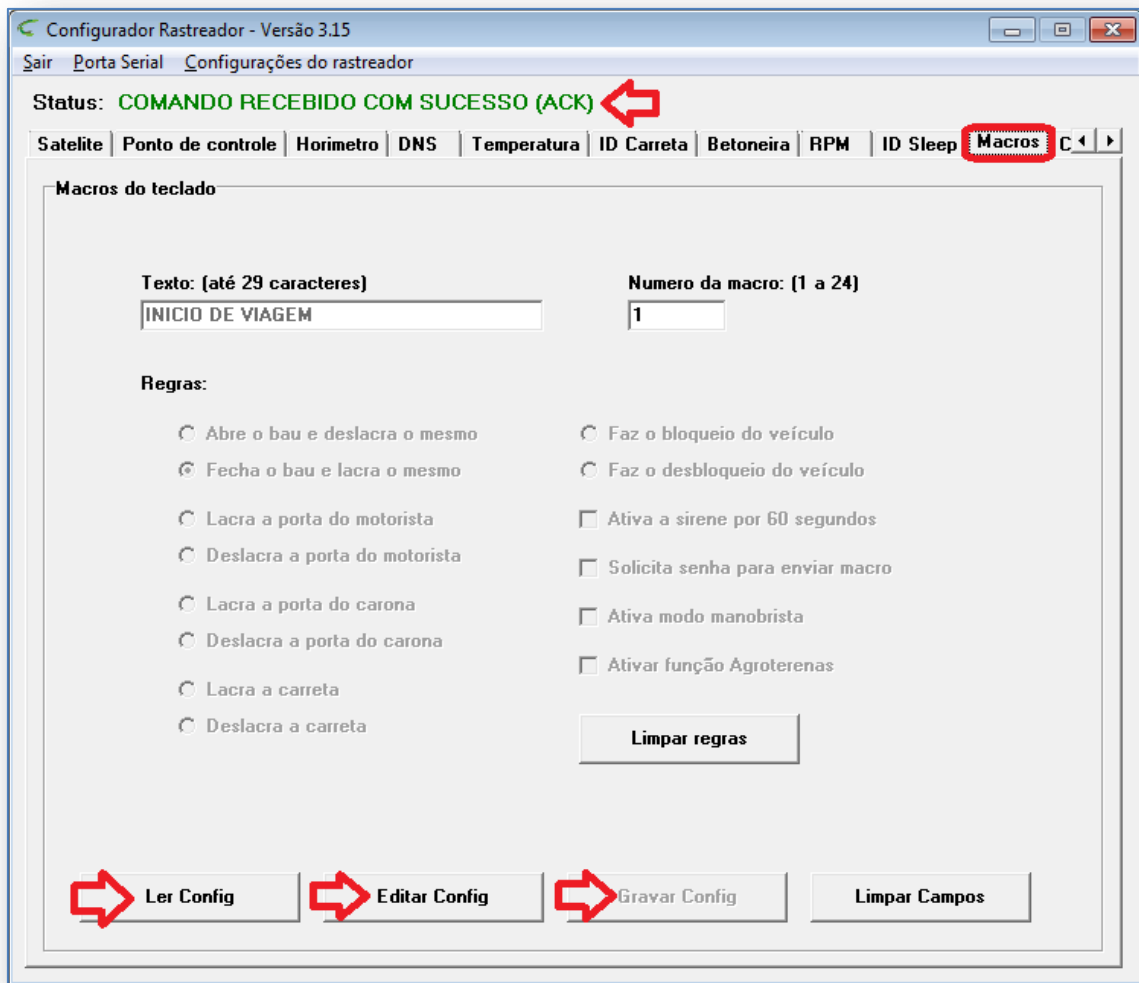 Configurador Rastreador - Versão 3.15
Sair Porta Serial Configurações do rastreador
Status: COMANDO RECEBIDO COM SUCESSO (ACK)
Satelite Ponto de controle Horimetro DNS Temperatura ID Carreta Betoneira RPM ID Sleep Macros C
Macros do teclado
Texto: (até 29 caracteres) Numero da macro: (1 a 24)
INICIO DE VIAGEM 1
Regras:
Abre o bau e deslacra o mesmo Faz o bloqueio do veículo
Fecha o bau e lacra o mesmo Faz o desbloqueio do veículo
Lacra a porta do motorista Ativa a sirene por 60 segundos
Deslacra a porta do motorista
Solicita senha para enviar macro
Lacra a porta do carona Ativa modo manobrista
Deslacra a porta do carona
Ativar função Agroterenas
Lacra a carreta
Deslacra a carreta Limpar regras
Ler Config Editar Config Gravar Config Limpar Campos